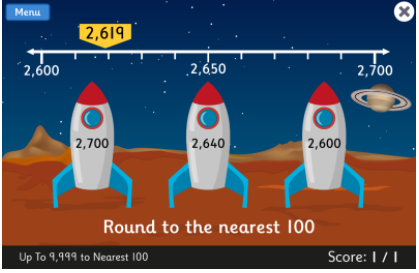 Menu
2,619
2,600 2,650 2,700
2,700 2,640 2,600
Round to the nearest 100
Up To 9,999 to Nearest 100 Score: 1 / 1